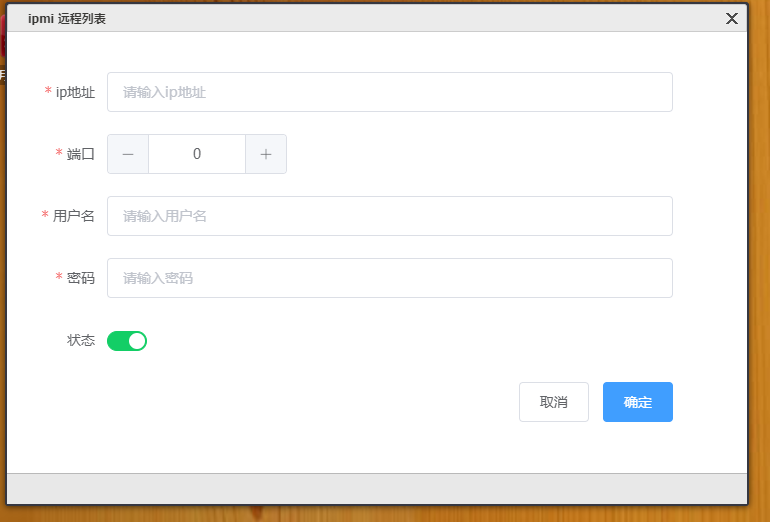 ipmi 远程列表
* ip地址 请输入ip地址
* 端口 0
* 用户名 请输入用户名
* 密码 请输入密码
状态
取消 确定